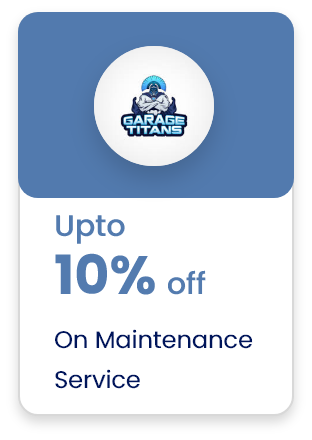 GARAGE
TITANS
Upto
10% off
On Maintenance
Service